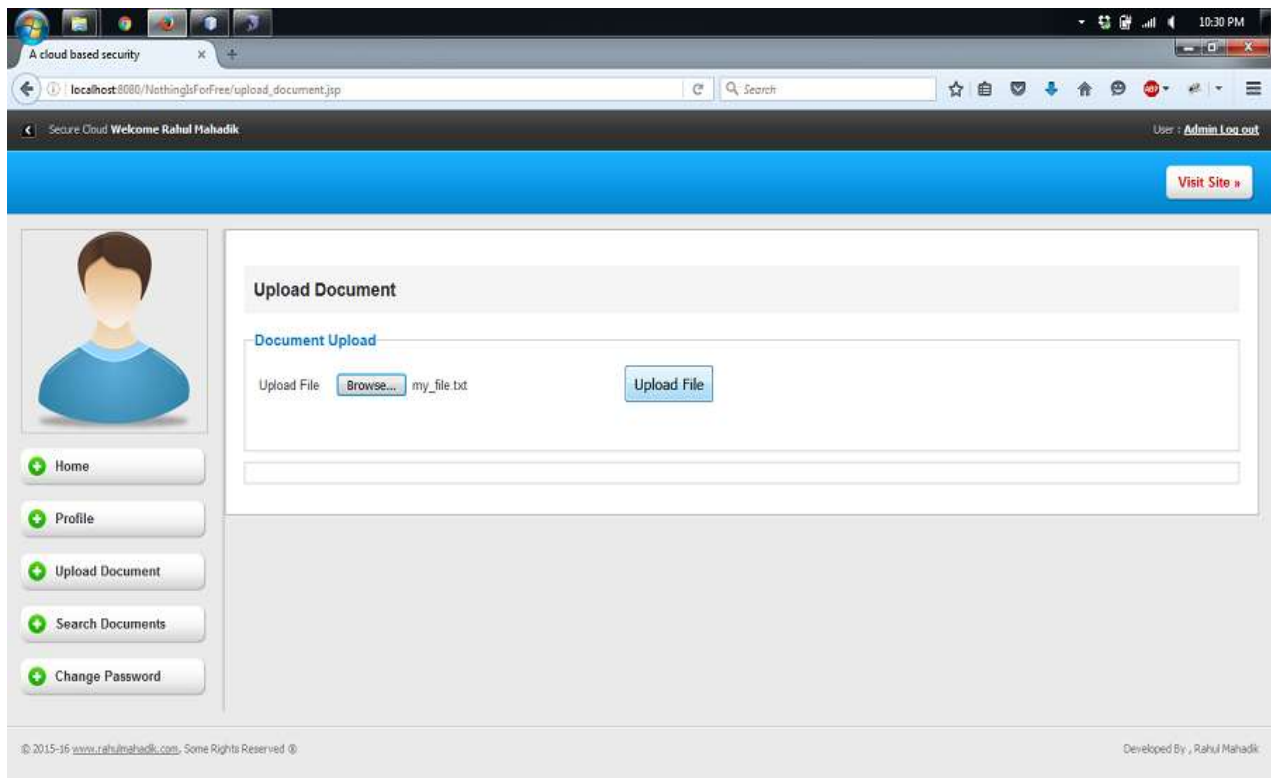 10:30 PM
A cloud based security
localhost:8080/NothingIsForFree/upload_document.jsp
Search
ABP
Secure Cloud Welcome Rahul Mahadik
User : Admin Log out
Visit Site »
Upload Document
Document Upload
Upload File Browse... my_file.txt Upload File
Home
Profile
Upload Document
Search Documents
Change Password
© 2015-16 www.rahulmahadik.com, Some Rights Reserved ®
Developed By , Rahul Mahadik